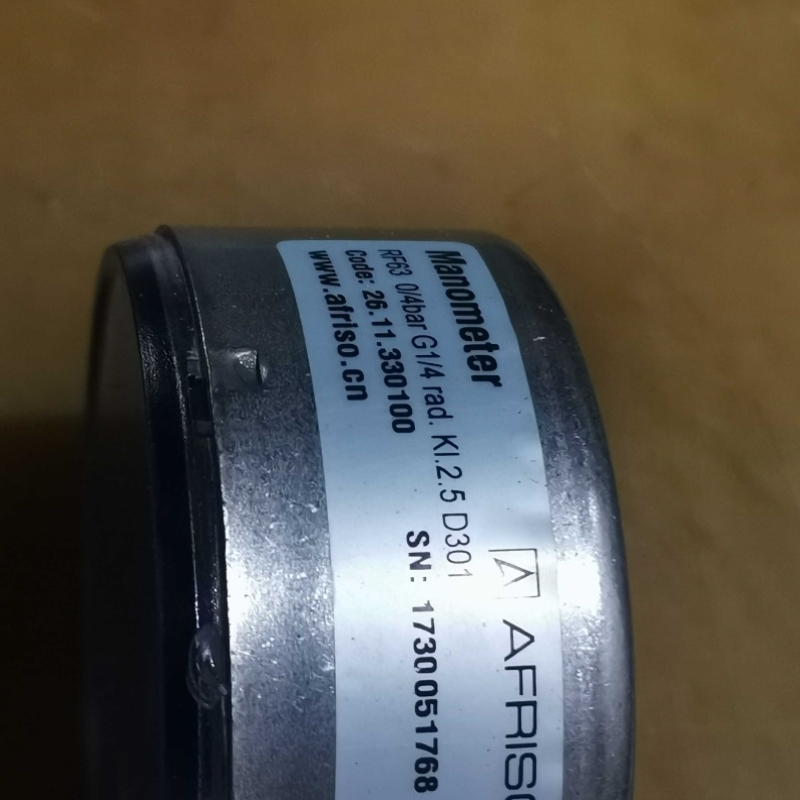 Manometer
RF63 0/4bar G1/4 rad. Kl.2.5 D301
Code: 26.11.330100
www.afriso.cn
AFRISO
SN: 1730051768